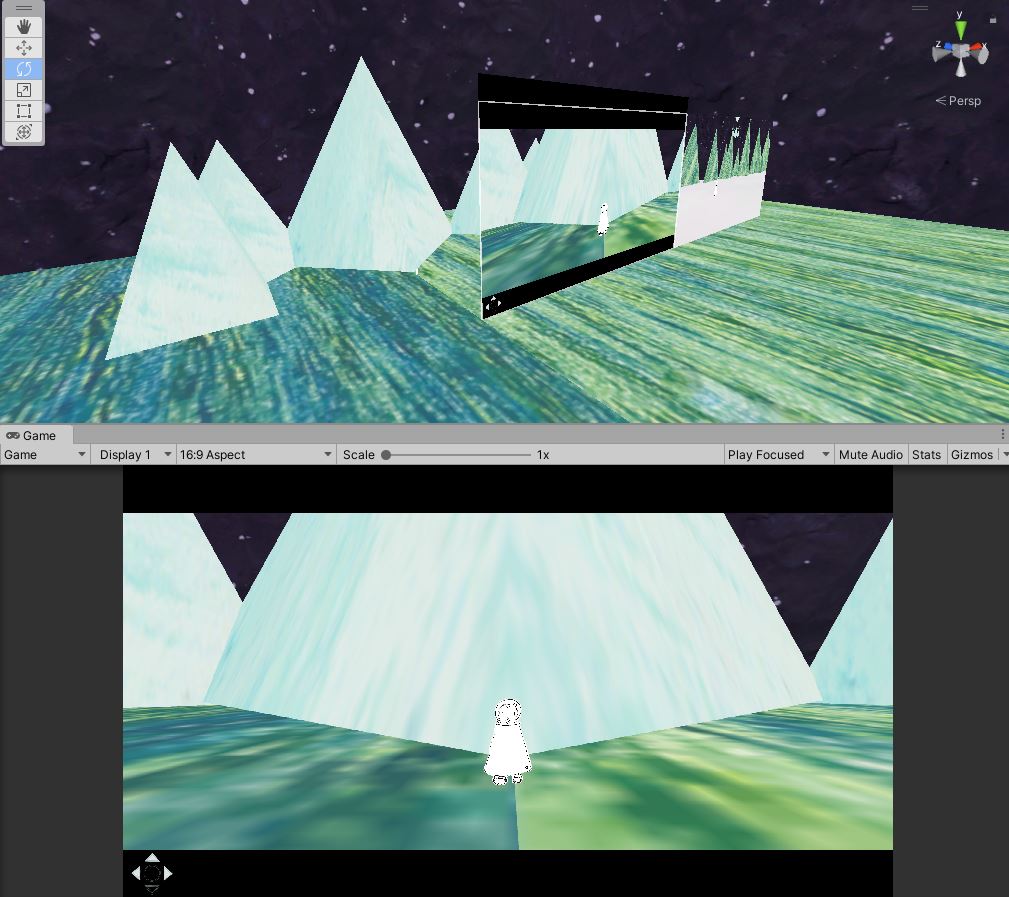 y
z
x
Persp
Game
Game
Display 1
16:9 Aspect
Scale
1x
Play Focused
Mute Audio
Stats
Gizmos